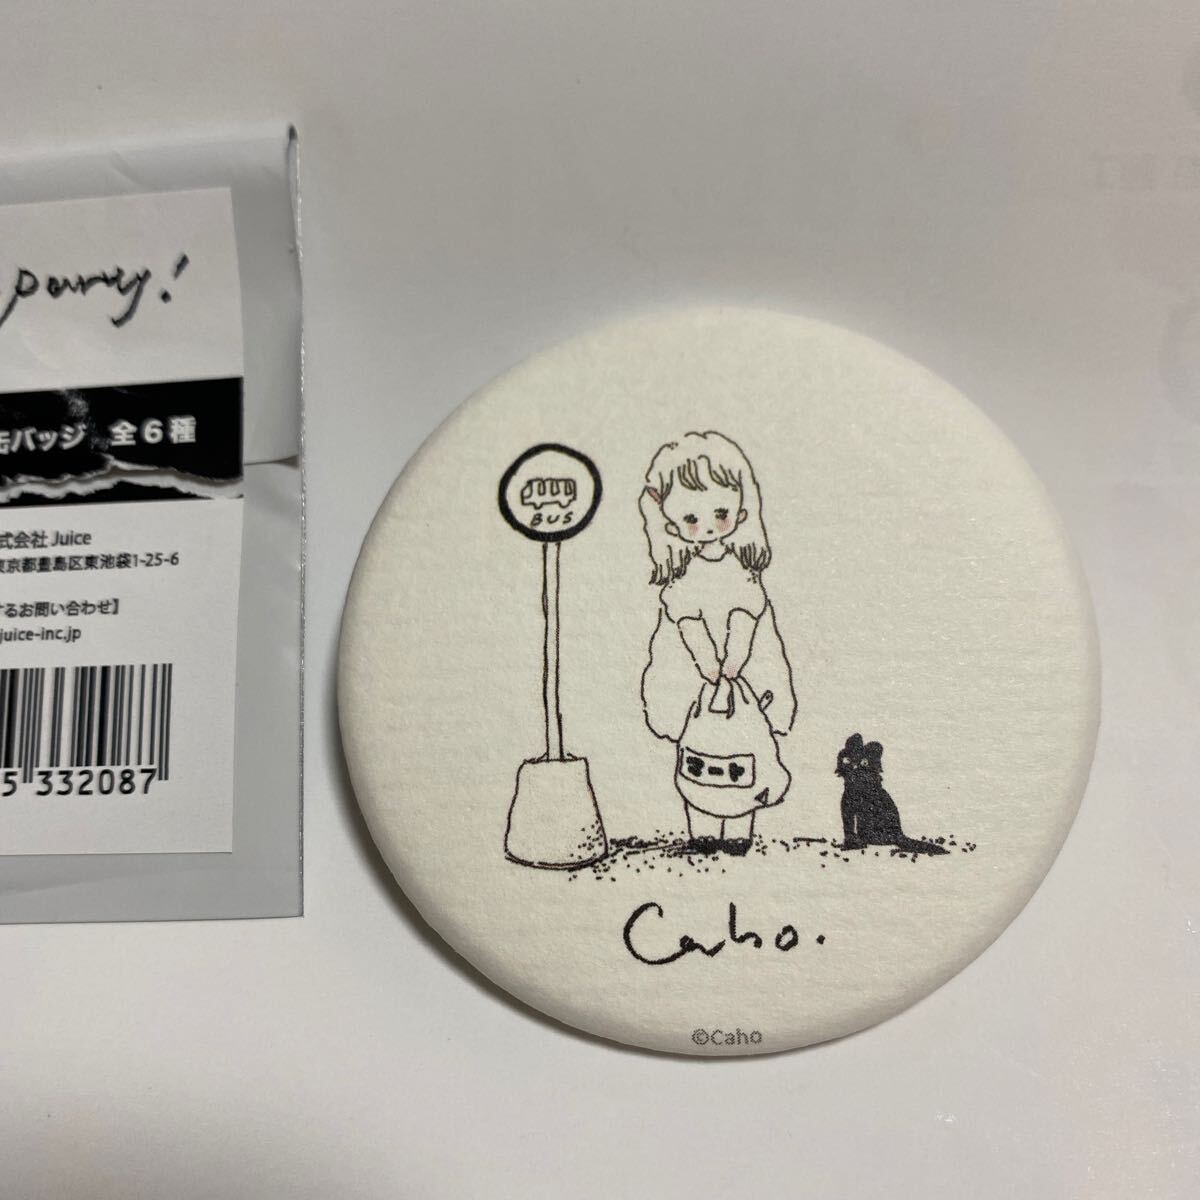 party!
缶バッジ 全6種
式会社 Juice
東京都豊島区東池袋1-25-6
するお問い合わせ】
juice-inc.jp
5 332087
BUS
マート
Caho.
©Caho